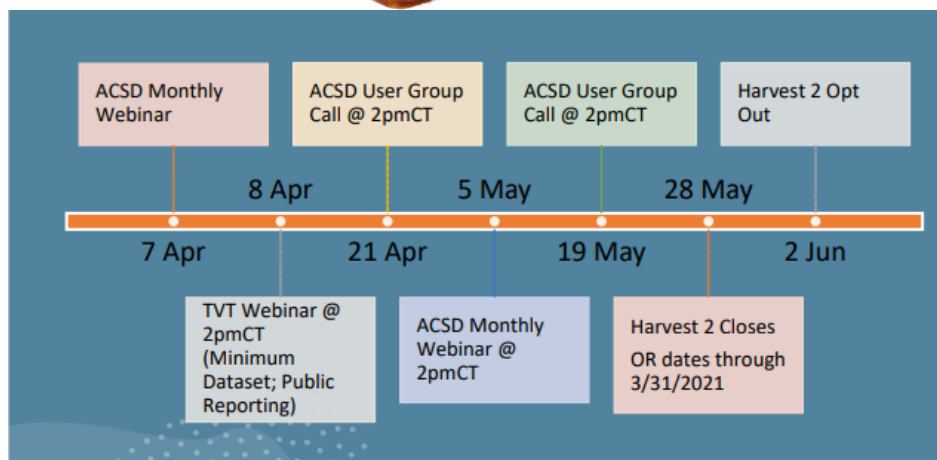 ACSD Monthly
Webinar
ACSD User Group
Call @ 2pmCT
ACSD User Group
Call @ 2pmCT
Harvest 2 Opt
Out
8 Apr
5 May
28 May
7 Apr
21 Apr
19 May
2 Jun
TVT Webinar @
2pmCT
(Minimum
Dataset; Public
Reporting)
ACSD Monthly
Webinar @
2pmCT
Harvest 2 Closes
OR dates through
3/31/2021